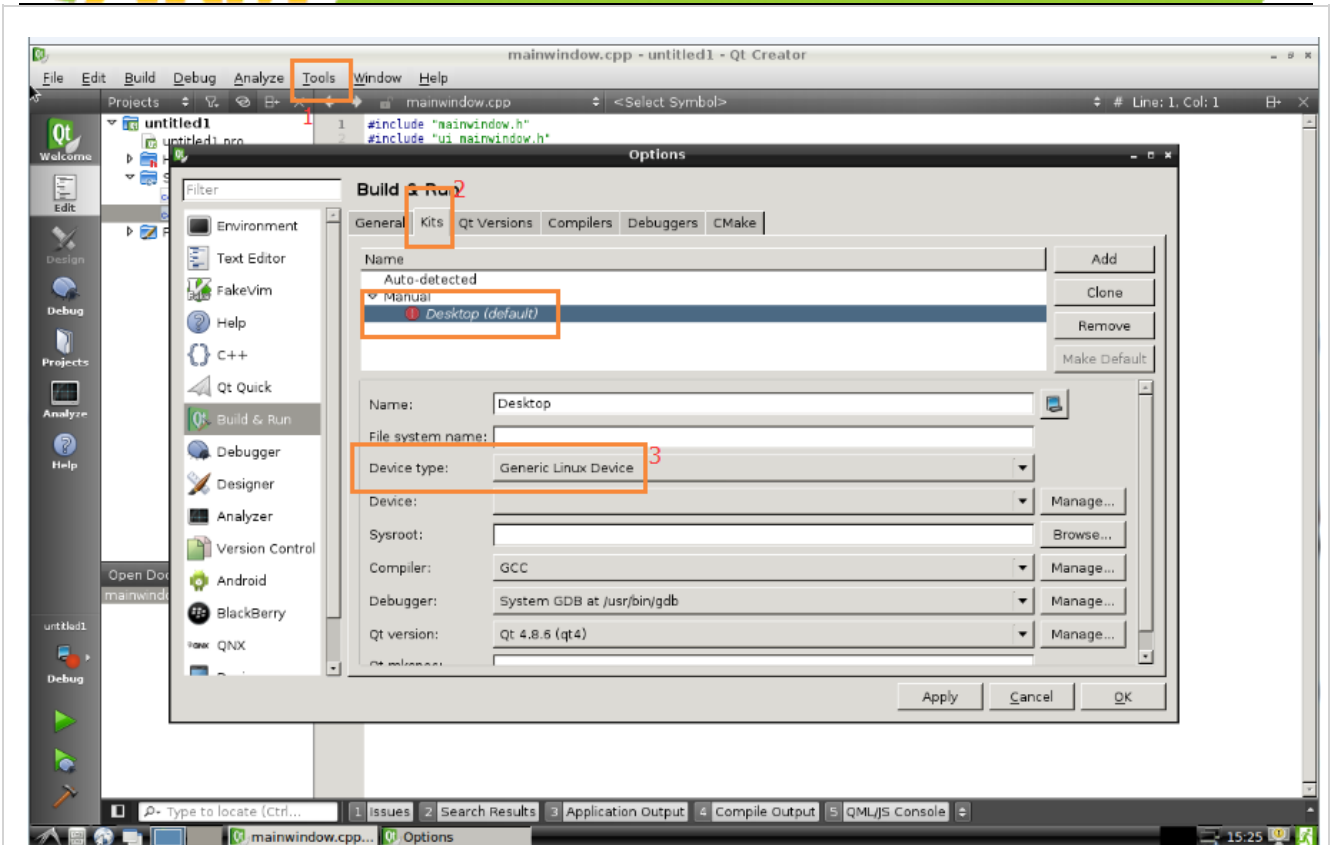 mainwindow.cpp - untitled1 - Qt Creator
File Edit Build Debug Analyze Tools Window Help
Projects mainwindow.cpp <Select Symbol> # Line: 1, Col: 1
1
untitled1 1 #include "mainwindow.h"
untitled1.pro 2 #include "ui_mainwindow.h"
Welcome
Options
Filter
Build & Run 2
Edit
General Kits Qt Versions Compilers Debuggers CMake
Environment
Text Editor
FakeVim
Help
C++
Qt Quick
Build & Run
Debugger
Designer
Analyzer
Version Control
Android
BlackBerry
QNX
Design
Debug
Projects
Analyze
Help
Name
Auto-detected
Manual
Desktop (default)
Add
Clone
Remove
Make Default
Name: Desktop
File system name:
Device type: Generic Linux Device 3
Device: Manage...
Sysroot: Browse...
Compiler: GCC Manage...
Debugger: System GDB at /usr/bin/gdb Manage...
Qt version: Qt 4.8.6 (qt4) Manage...
Apply Cancel OK
Open Doc
mainwindo
untitled1
Debug
Type to locate (Ctrl... 1 Issues 2 Search Results 3 Application Output 4 Compile Output 5 QML/JS Console
mainwindow.cpp... Options 15:25